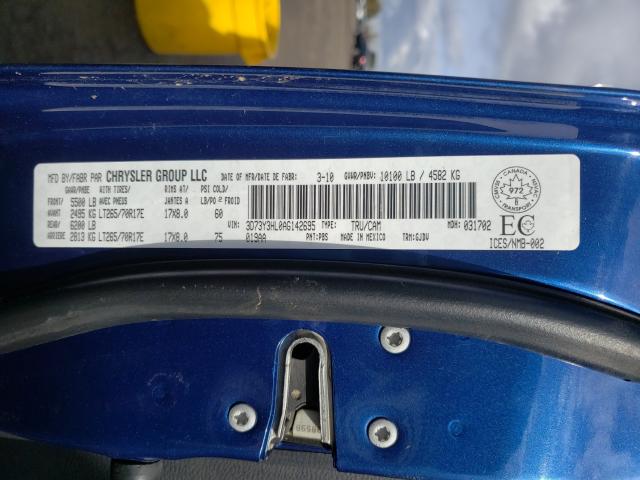 MFD BY/FABR PAR CHRYSLER GROUP LLC DATE OF MFR/DATE DE FABR: 3-10 GVWR/PNBV: 10100 LB / 4582 KG
GAWR/PNBE WITH TIRES/ RIMS AT/ PSI COLD/
FRONT/ 5500 LB AVEC PNEUS JANTES A LB/PO² FROID
AVANT 2495 KG LT265/70R17E 17X8.0 60
REAR/ 6200 LB
ARRIERE 2813 KG LT265/70R17E 17X8.0 75
VIN: 3D73Y3HL0AG142695 TYPE: TRU/CAM MDH: 031702
019AA PNT: PBS MADE IN MEXICO TRM: GJDV
CANADA
972
TRANSPORT
EC
ICES/NMB-002